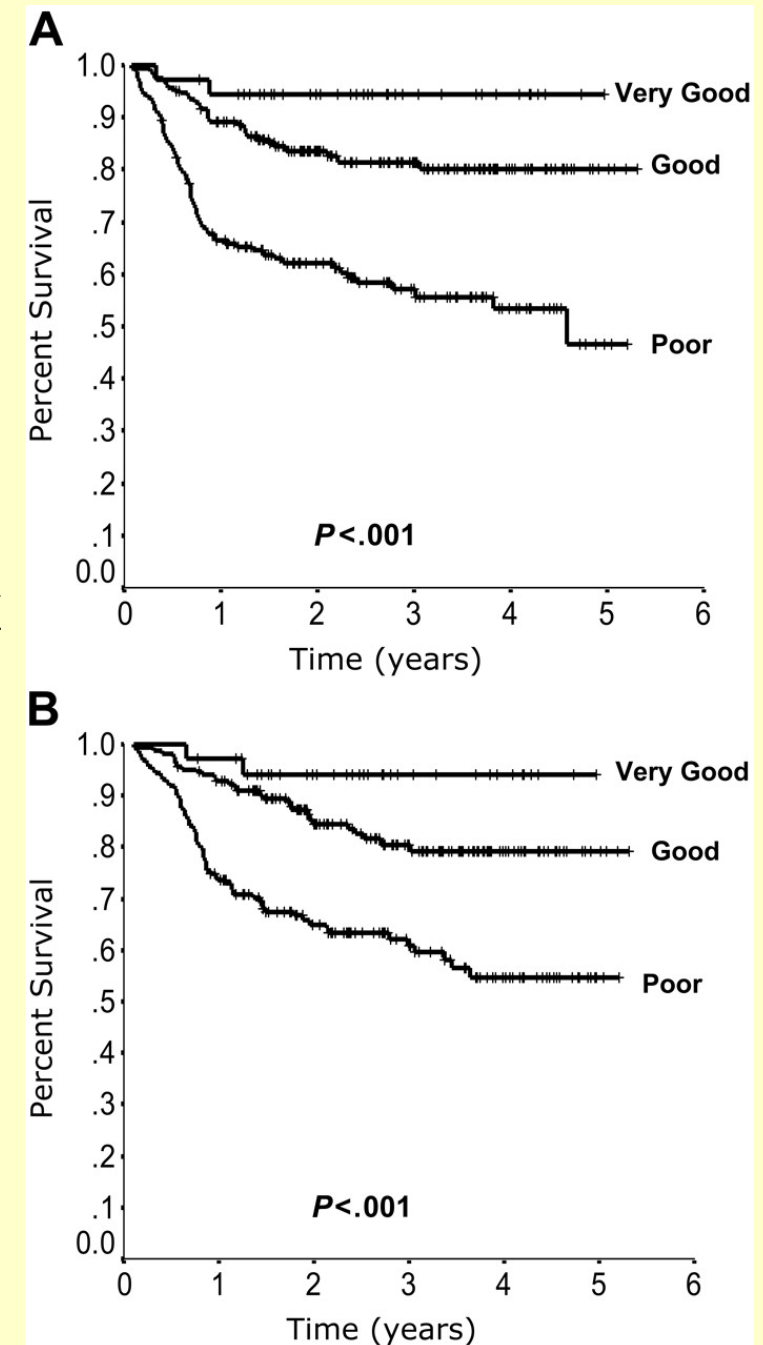 A
1.0
Very Good
.9
.8
Good
.7
.6
.5
Poor
.4
.3
.2
.1
P<.001
0.0
0 1 2 3 4 5 6
Percent Survival
Time (years)
B
1.0
Very Good
.9
.8
Good
.7
.6
.5
Poor
.4
.3
.2
.1
P<.001
0.0
0 1 2 3 4 5 6
Percent Survival
Time (years)